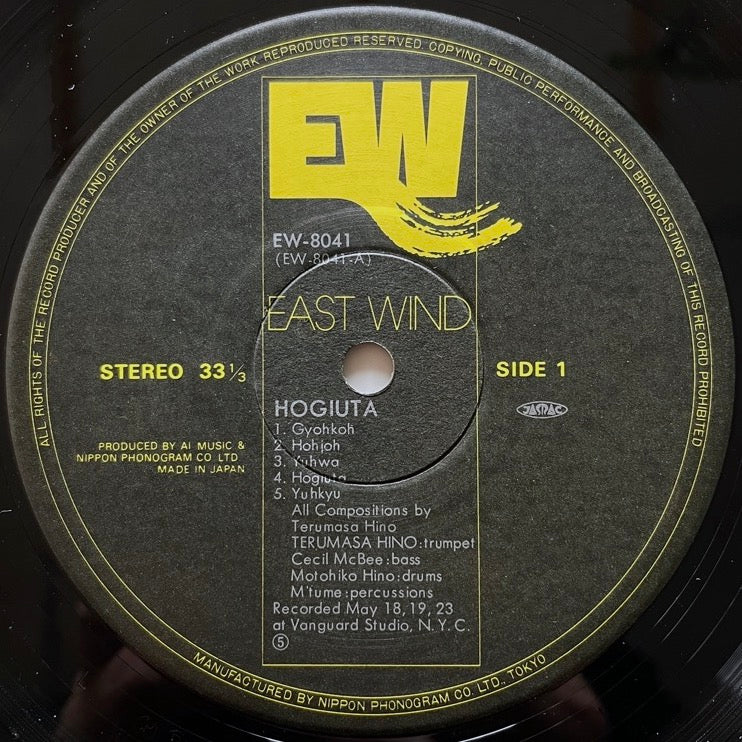 ALL RIGHTS OF THE RECORD PRODUCER AND OF THE OWNER OF THE WORK REPRODUCED RESERVED. COPYING, PUBLIC PERFORMANCE AND BROADCASTING OF THIS RECORD PROHIBITED
EW
EW-8041
(EW-8041-A)
EAST WIND
STEREO 33 1/3
SIDE 1
HOGIUTA
JASRAC
1. Gyohkoh
2. Hohjoh
3. Yuhwa
4. Hogiuta
5. Yuhkyu
PRODUCED BY AI MUSIC &
NIPPON PHONOGRAM CO LTD
MADE IN JAPAN
All Compositions by
Terumasa Hino
TERUMASA HINO:trumpet
Cecil McBee:bass
Motohiko Hino:drums
M'tume:percussions
Recorded May 18, 19, 23
at Vanguard Studio, N.Y.C.
⑤
MANUFACTURED BY NIPPON PHONOGRAM CO. LTD., TOKYO